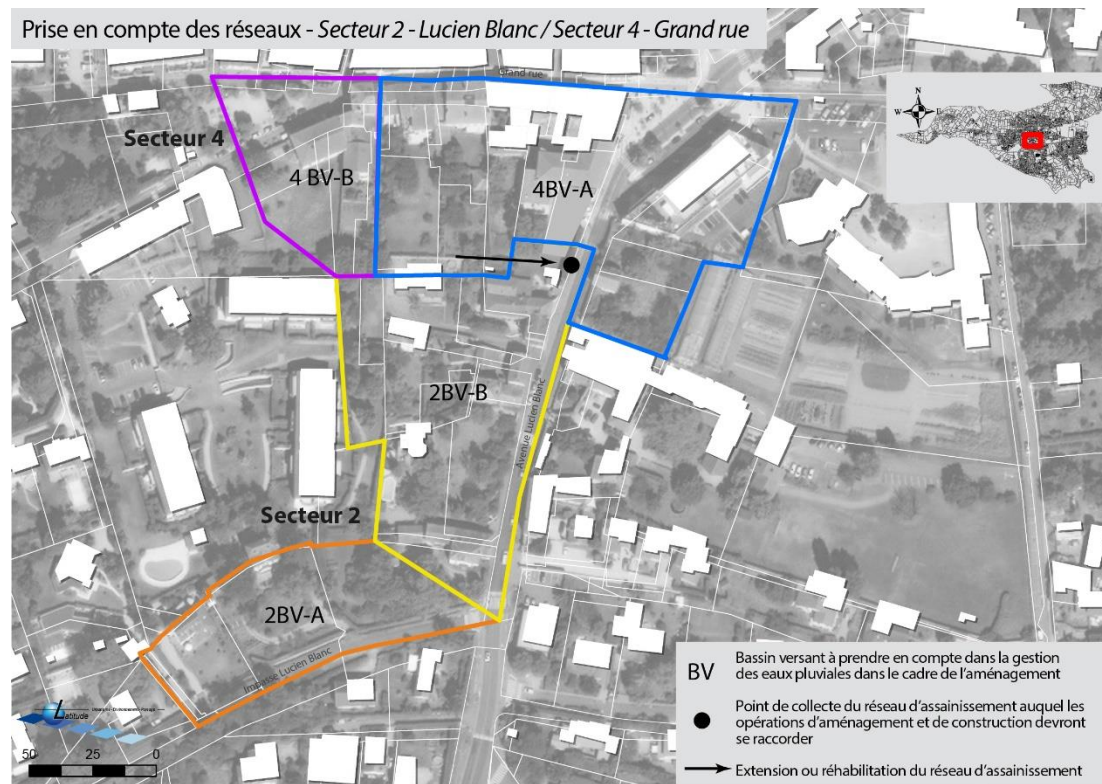 Prise en compte des réseaux - Secteur 2 - Lucien Blanc / Secteur 4 - Grand rue
Grand rue
N
W
E
S
Secteur 4
4 BV-B
4BV-A
2BV-B
Avenue Lucien Blanc
Secteur 2
2BV-A
Impasse Lucien Blanc
BV
Bassin versant à prendre en compte dans la gestion
des eaux pluviales dans le cadre de l'aménagement
Point de collecte du réseau d'assainissement auquel les
opérations d'aménagement et de construction devront
se raccorder
Extension ou réhabilitation du réseau d'assainissement
Latitude
50 25 0